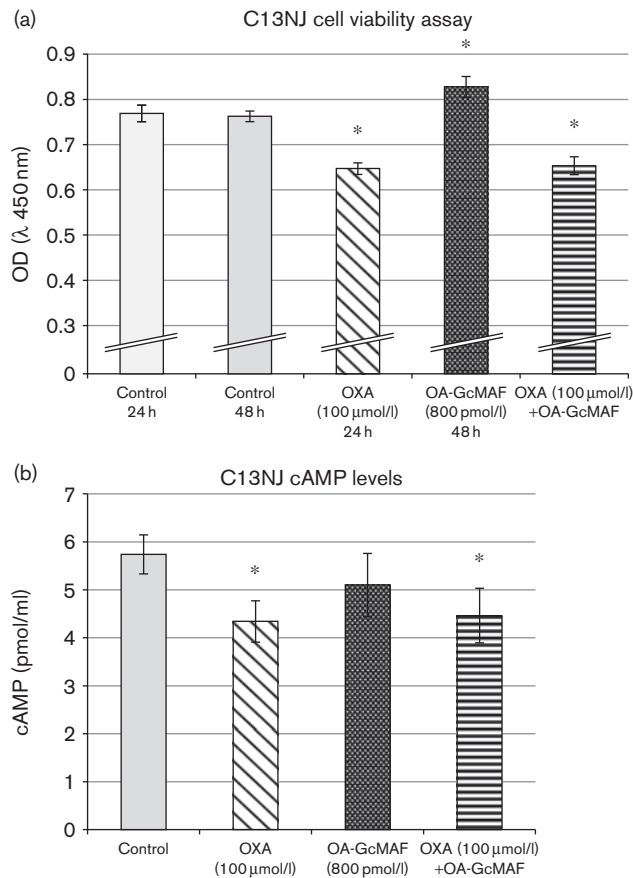 (a)
C13NJ cell viability assay
OD (λ 450 nm)
0.9
0.8
0.7
0.6
0.5
0.4
0.3
0
*
*
*
Control
24 h
Control
48 h
OXA
(100 µmol/l)
24 h
OA-GcMAF
(800 pmol/l)
48 h
OXA (100 µmol/l)
+OA-GcMAF
(b)
C13NJ cAMP levels
cAMP (pmol/ml)
7
6
5
4
3
2
1
0
*
*
Control
OXA
(100 µmol/l)
OA-GcMAF
(800 pmol/l)
OXA (100 µmol/l)
+OA-GcMAF